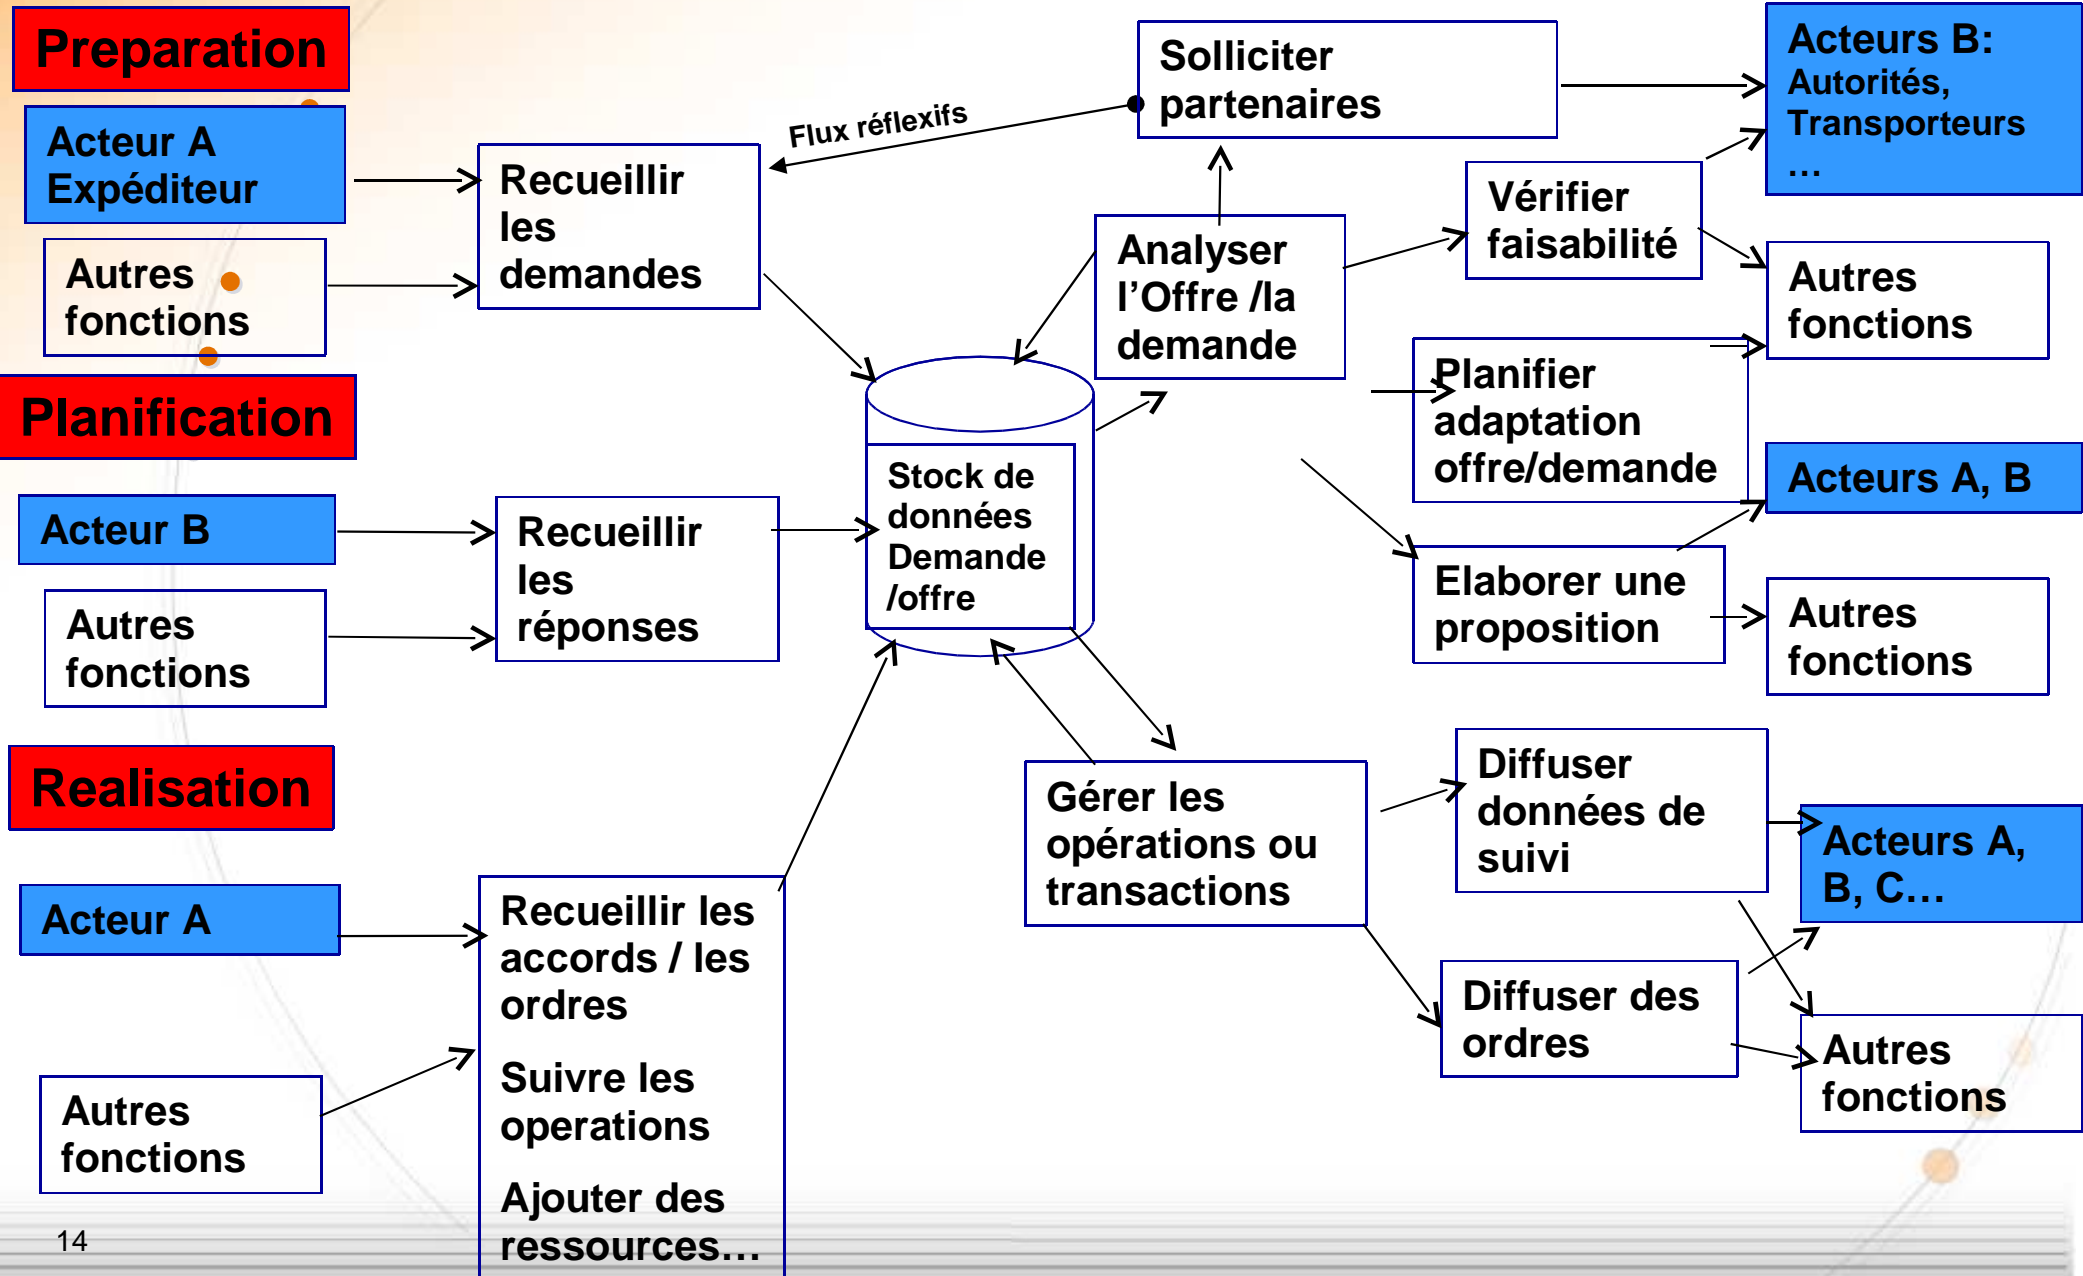 Preparation
Acteur A
Expéditeur
Autres
fonctions
Recueillir
les
demandes
Flux réflexifs
Solliciter
partenaires
Acteurs B:
Autorités,
Transporteurs
…
Analyser
l’Offre /la
demande
Vérifier
faisabilité
Autres
fonctions
Planification
Planifier
adaptation
offre/demande
Acteurs A, B
Acteur B
Autres
fonctions
Recueillir
les
réponses
Stock de
données
Demande
/offre
Elaborer une
proposition
Autres
fonctions
Realisation
Acteur A
Autres
fonctions
Recueillir les
accords / les
ordres
Suivre les
operations
Ajouter des
ressources…
Gérer les
opérations ou
transactions
Diffuser
données de
suivi
Acteurs A,
B, C…
Diffuser des
ordres
Autres
fonctions
14